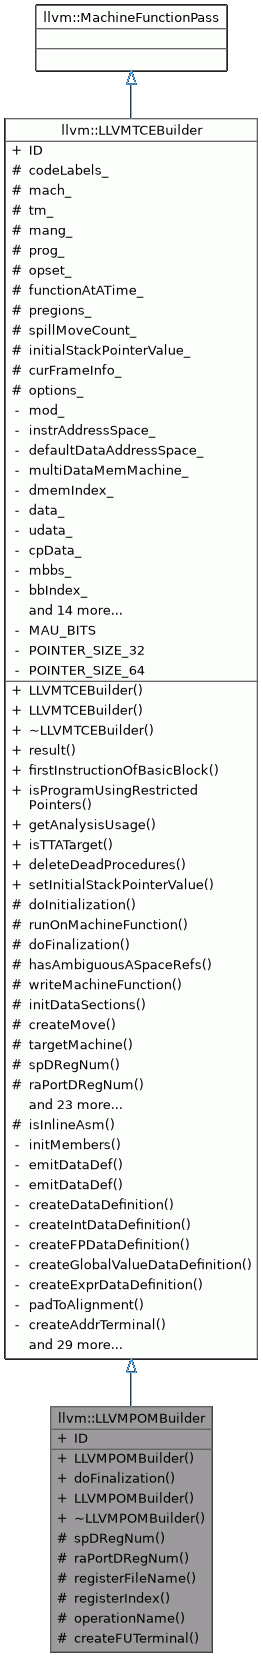 llvm::MachineFunctionPass
llvm::LLVMTCEBuilder
+ ID
# codeLabels_
# mach_
# tm_
# mang_
# prog_
# opset_
# functionAtATime_
# pregions_
# spillMoveCount_
# initialStackPointerValue_
# curFrameInfo_
# options_
- mod_
- instrAddressSpace_
- defaultDataAddressSpace_
- multiDataMemMachine_
- dmemIndex_
- data_
- udata_
- cpData_
- mbbs_
- bbIndex_
and 14 more...
- MAU_BITS
- POINTER_SIZE_32
- POINTER_SIZE_64
+ LLVMTCEBuilder()
+ LLVMTCEBuilder()
+ ~LLVMTCEBuilder()
+ result()
+ firstInstructionOfBasicBlock()
+ isProgramUsingRestricted
Pointers()
+ getAnalysisUsage()
+ isTTATarget()
+ deleteDeadProcedures()
+ setInitialStackPointerValue()
# doInitialization()
# runOnMachineFunction()
# doFinalization()
# hasAmbiguousASpaceRefs()
# writeMachineFunction()
# initDataSections()
# createMove()
# targetMachine()
# spDRegNum()
# raPortDRegNum()
and 23 more...
# isInlineAsm()
- initMembers()
- emitDataDef()
- emitDataDef()
- createDataDefinition()
- createIntDataDefinition()
- createFPDataDefinition()
- createGlobalValueDataDefinition()
- createExprDataDefinition()
- padToAlignment()
- createAddrTerminal()
and 29 more...
llvm::LLVMPOMBuilder
+ ID
+ LLVMPOMBuilder()
+ doFinalization()
+ LLVMPOMBuilder()
+ ~LLVMPOMBuilder()
# spDRegNum()
# raPortDRegNum()
# registerFileName()
# registerIndex()
# operationName()
# createFUTerminal()